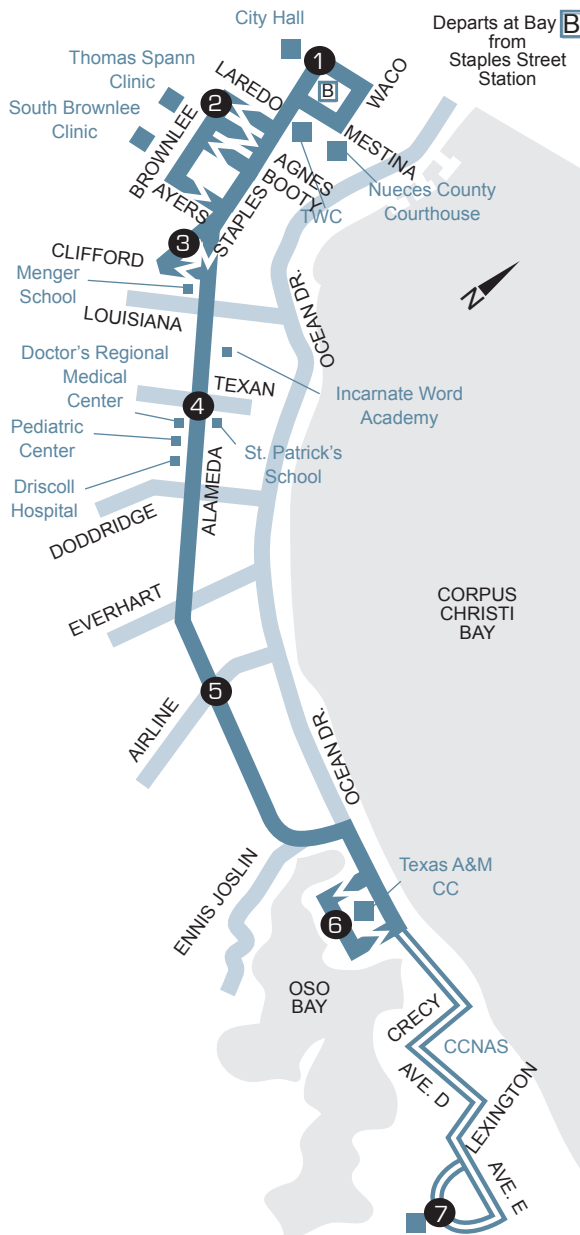 City Hall
Departs at Bay B
from
Staples Street
Station
Thomas Spann
Clinic
1
LAREDO
WACO
B
South Brownlee
Clinic
2
BROWNLEE
MESTINA
AGNES
BOOTY
TWC
Nueces County
Courthouse
AYERS
STAPLES
3
CLIFFORD
Menger
School
N
OCEAN DR.
LOUISIANA
Doctor's Regional
Medical
Center
TEXAN
Incarnate Word
Academy
4
Pediatric
Center
St. Patrick's
School
Driscoll
Hospital
ALAMEDA
DODDRIDGE
EVERHART
CORPUS
CHRISTI
BAY
5
AIRLINE
OCEAN DR.
ENNIS JOSLIN
Texas A&M
CC
6
OSO
BAY
CRECY
CCNAS
AVE. D
LEXINGTON
AVE. E
7